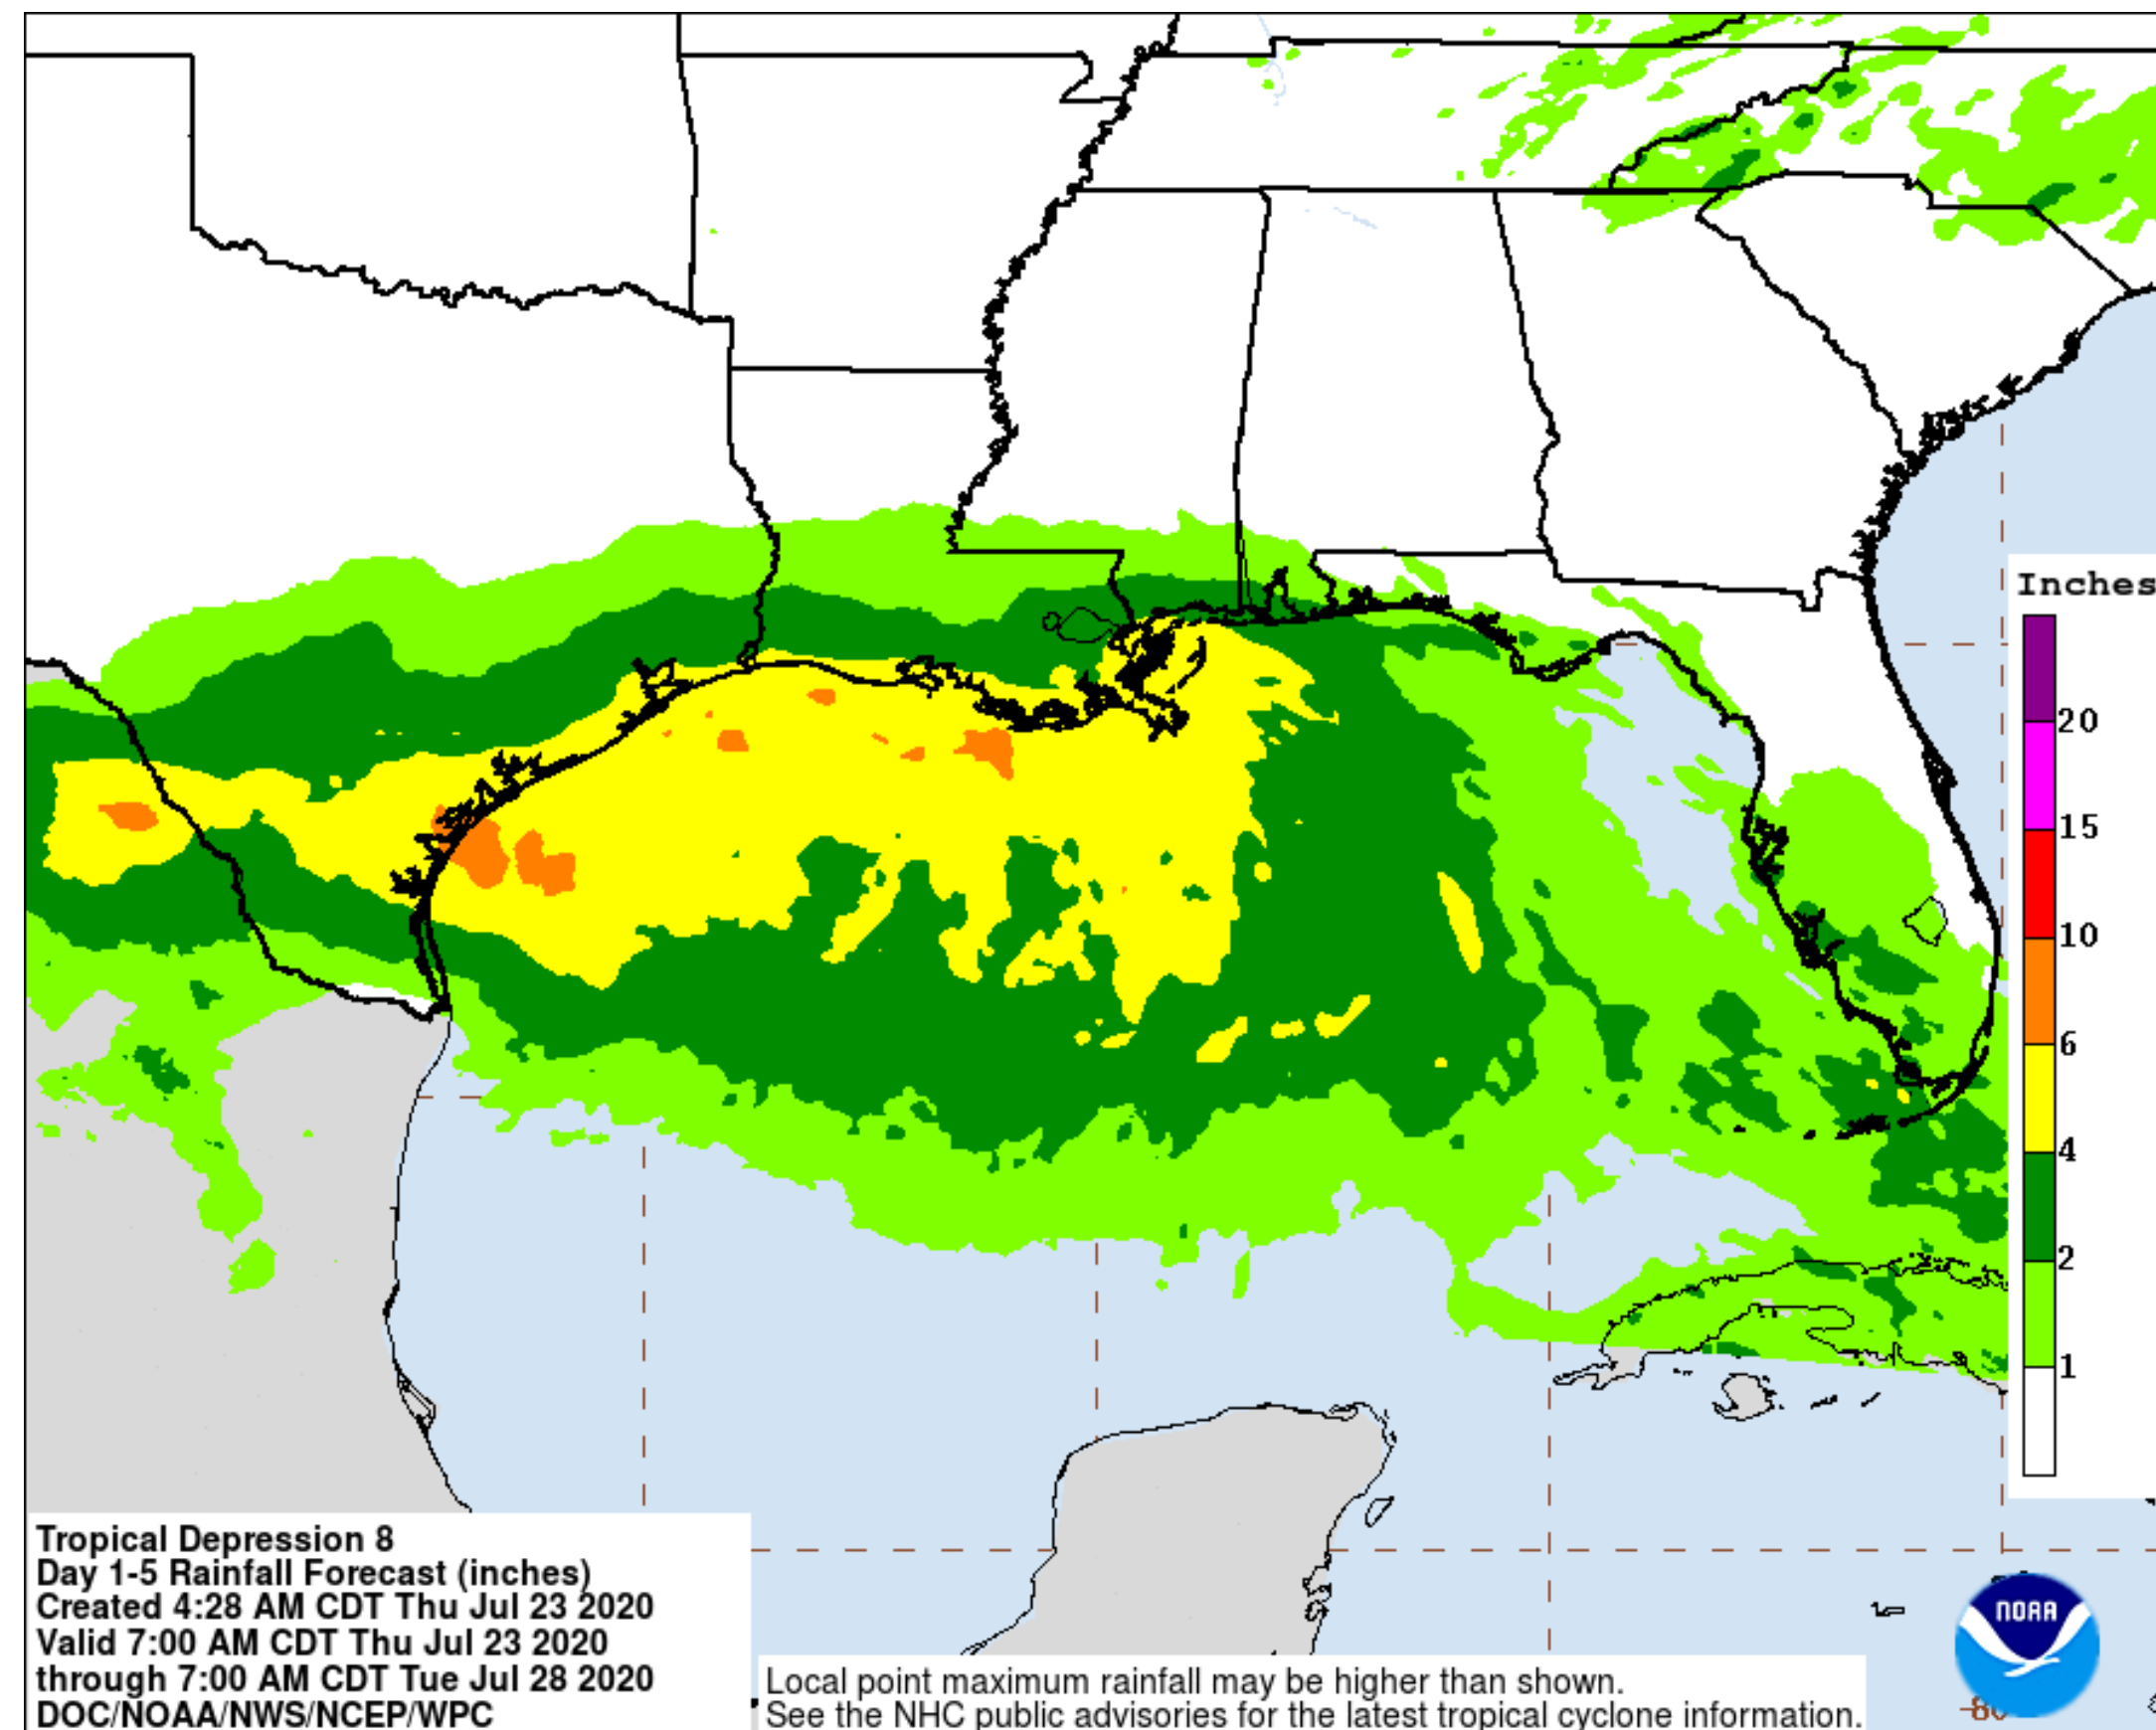 Inches
20
15
10
6
4
2
1
Tropical Depression 8
Day 1-5 Rainfall Forecast (inches)
Created 4:28 AM CDT Thu Jul 23 2020
Valid 7:00 AM CDT Thu Jul 23 2020
through 7:00 AM CDT Tue Jul 28 2020
DOC/NOAA/NWS/NCEP/WPC
Local point maximum rainfall may be higher than shown.
See the NHC public advisories for the latest tropical cyclone information.
NOAA
-80